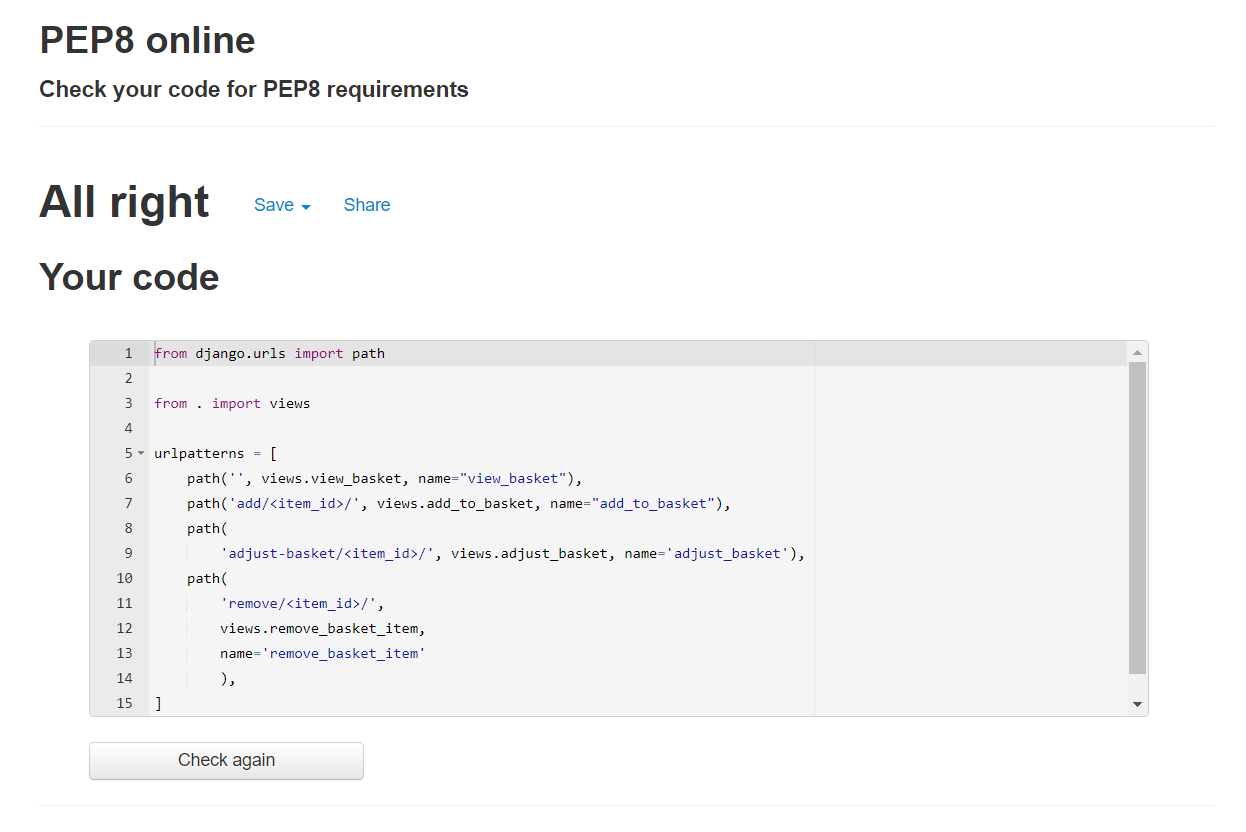 PEP8 online
Check your code for PEP8 requirements
All right Save Share
Your code
1 from django.urls import path
2
3 from . import views
4
5 urlpatterns = [
6     path('', views.view_basket, name="view_basket"),
7     path('add/<item_id>/', views.add_to_basket, name="add_to_basket"),
8     path(
9         'adjust-basket/<item_id>/', views.adjust_basket, name='adjust_basket'),
10     path(
11         'remove/<item_id>/',
12         views.remove_basket_item,
13         name='remove_basket_item'
14         ),
15 ]
Check again